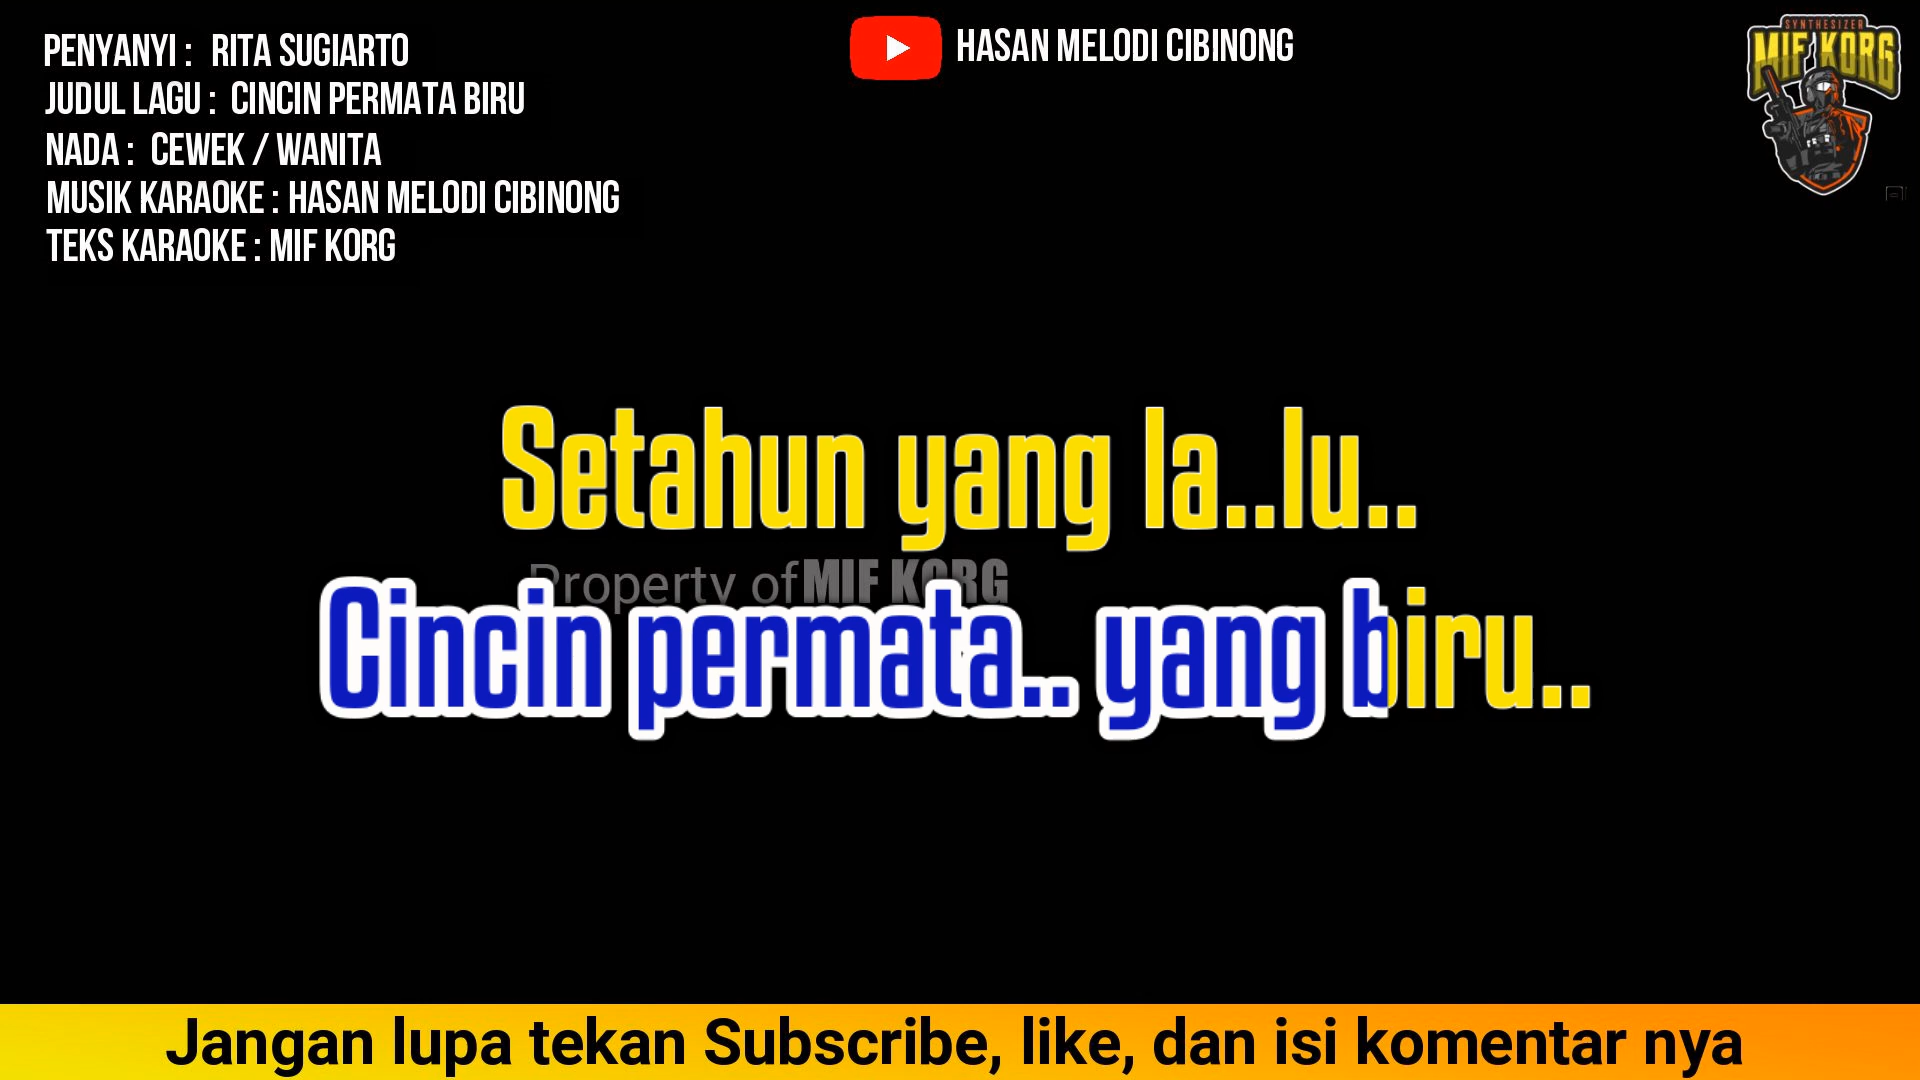 PENYANYI : RITA SUGIARTO
JUDUL LAGU : CINCIN PERMATA BIRU
NADA : CEWEK / WANITA
MUSIK KARAOKE : HASAN MELODI CIBINONG
TEKS KARAOKE : MIF KORG
HASAN MELODI CIBINONG
SYNTHESIZER
MIF KORG
Setahun yang la..lu..
Property of MIF KORG
Cincin permata.. yang biru..
Jangan lupa tekan Subscribe, like, dan isi komentar nya